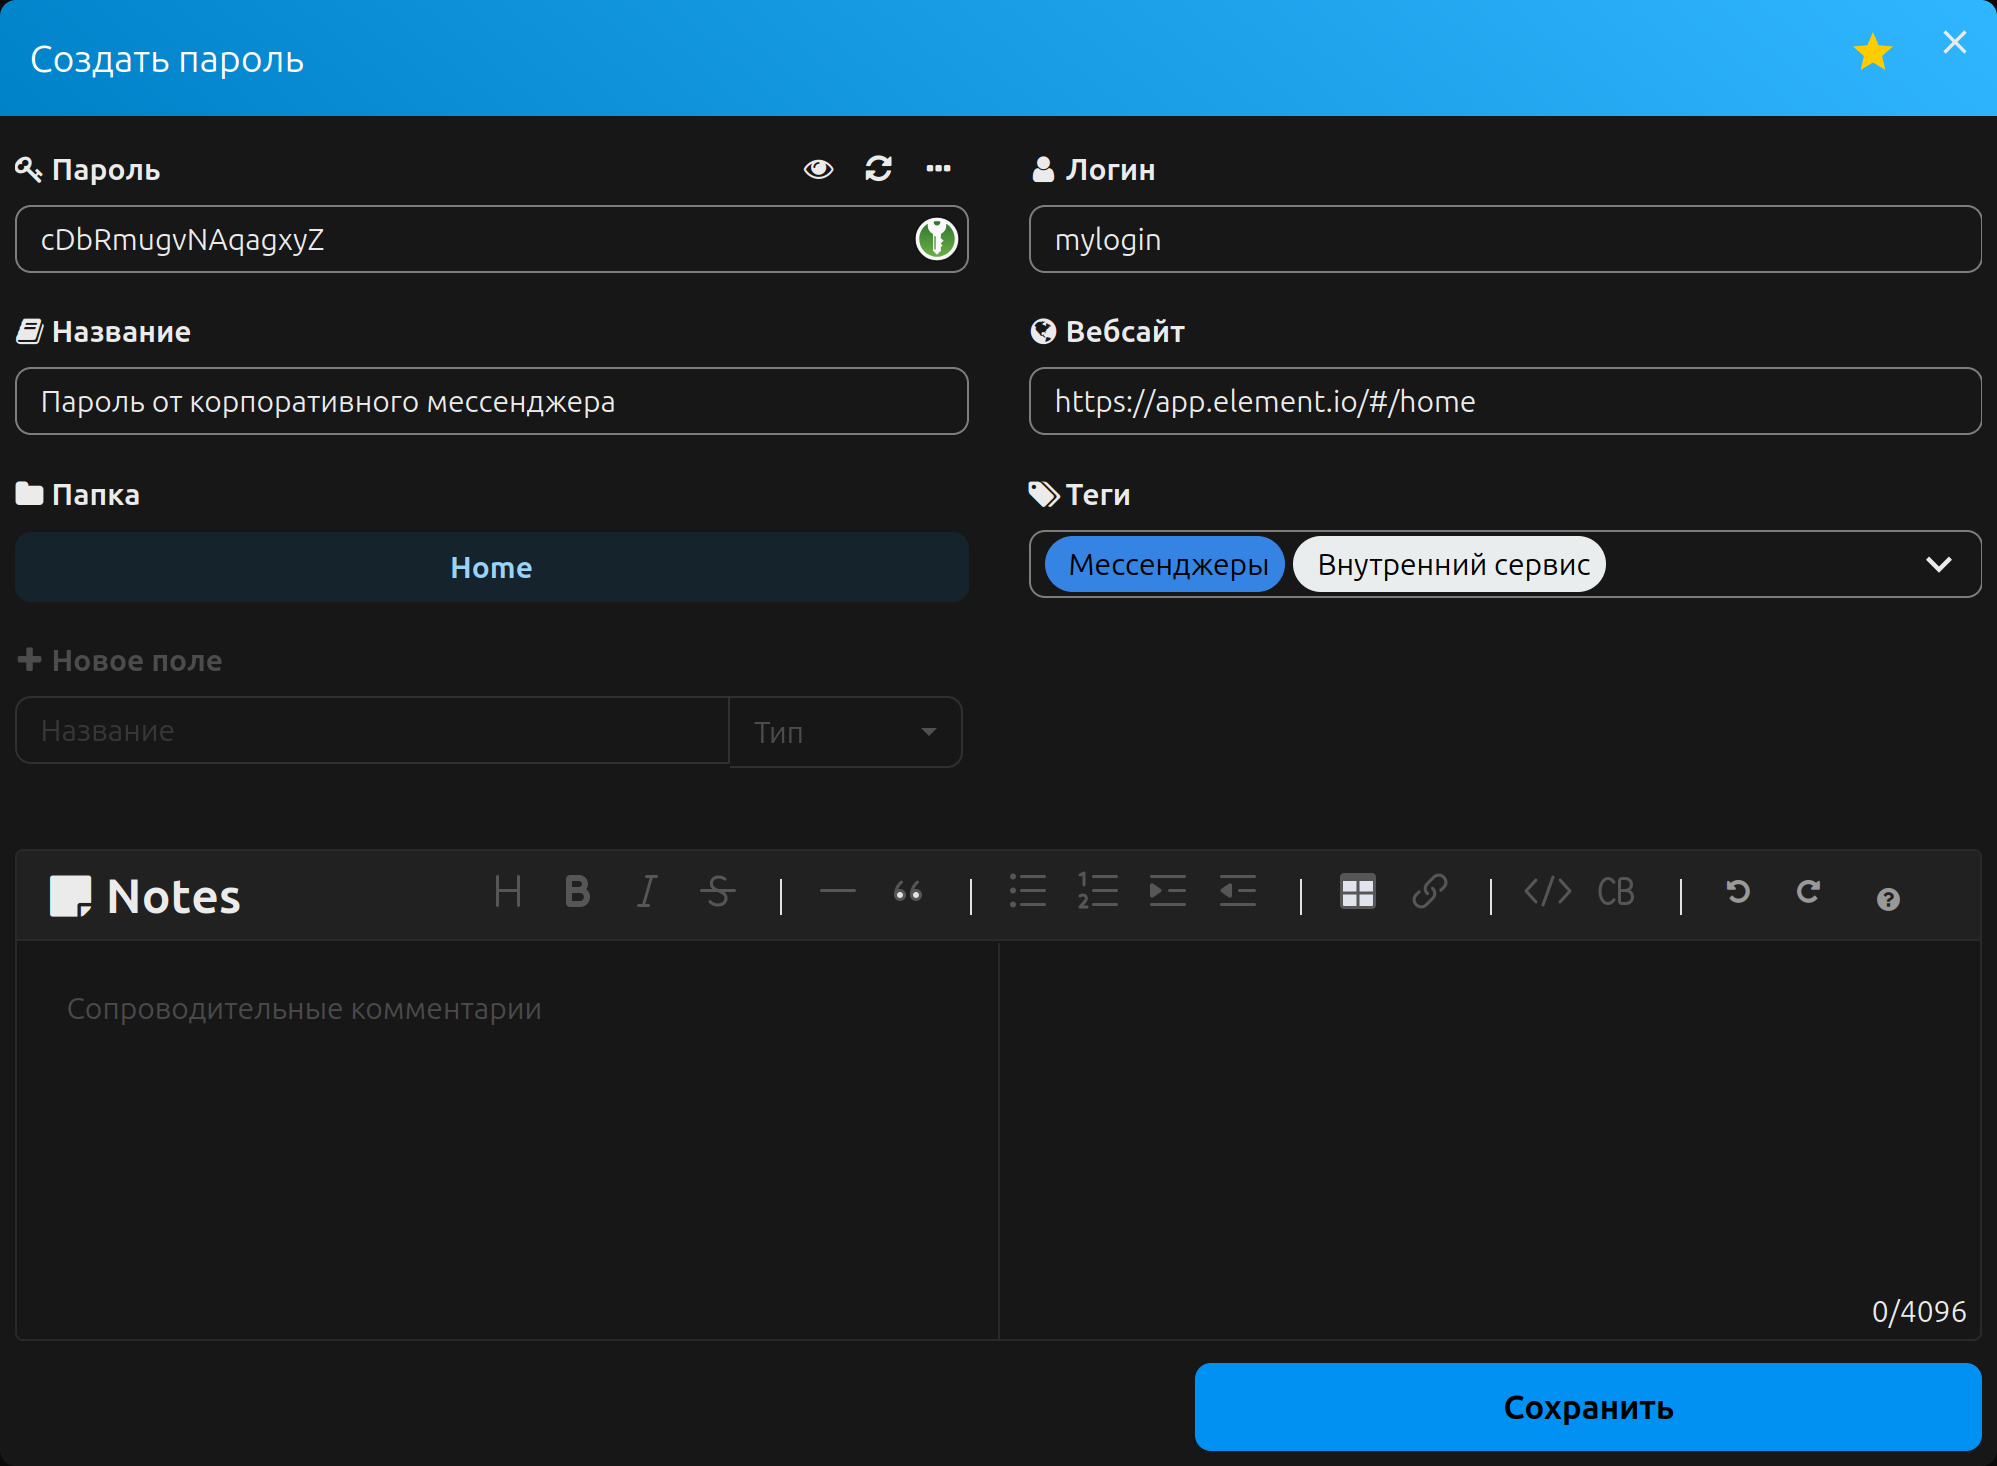 Создать пароль
Пароль
Логин
cDbRmugvNAqagxyZ
mylogin
Название
Вебсайт
Пароль от корпоративного мессенджера
https://app.element.io/#/home
Папка
Теги
Home
Мессенджеры Внутренний сервис
Новое поле
Название Тип
Notes H B I S CB
Сопроводительные комментарии
0/4096
Сохранить